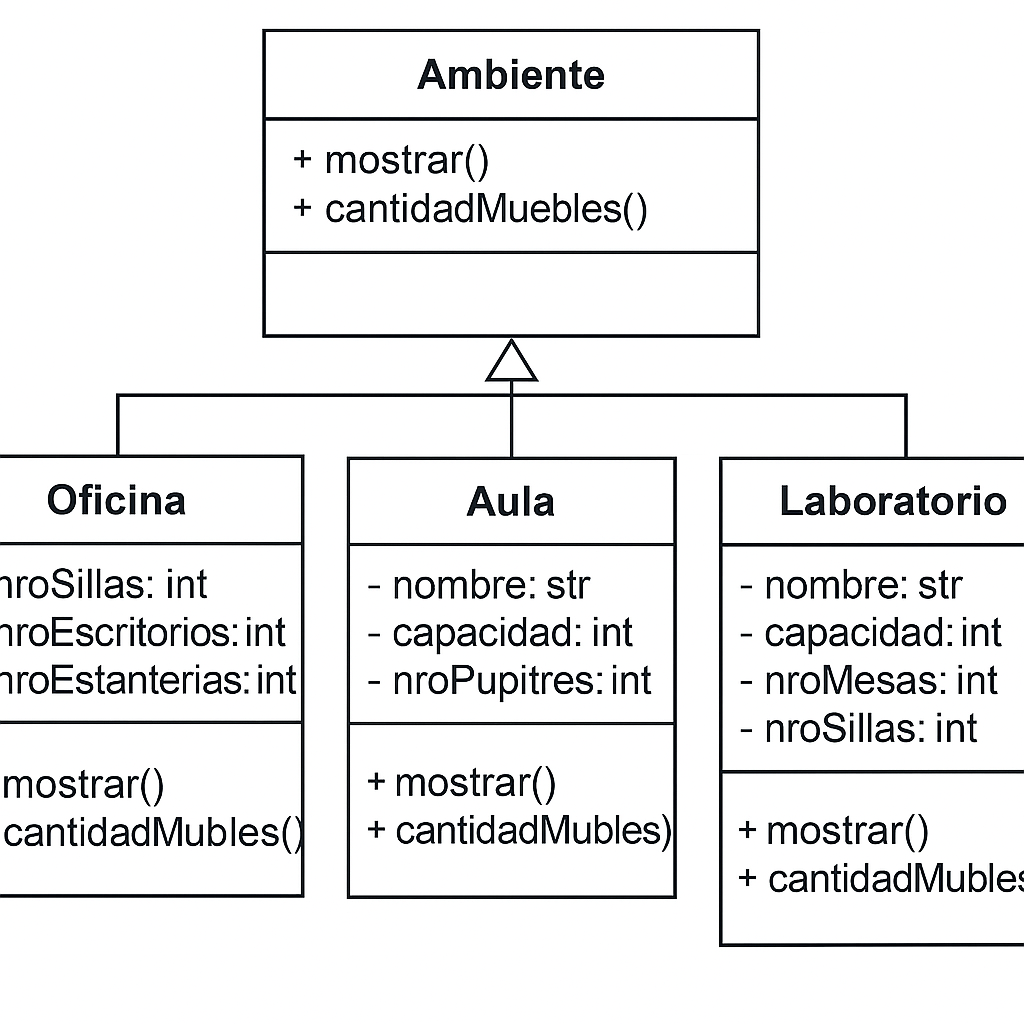 Ambiente
+ mostrar()
+ cantidadMuebles()
Oficina
nroSillas: int
nroEscritorios: int
nroEstanterias: int
mostrar()
cantidadMubles()
Aula
- nombre: str
- capacidad: int
- nroPupitres: int
+ mostrar()
+ cantidadMubles)
Laboratorio
- nombre: str
- capacidad: int
- nroMesas: int
- nroSillas: int
+ mostrar()
+ cantidadMubles